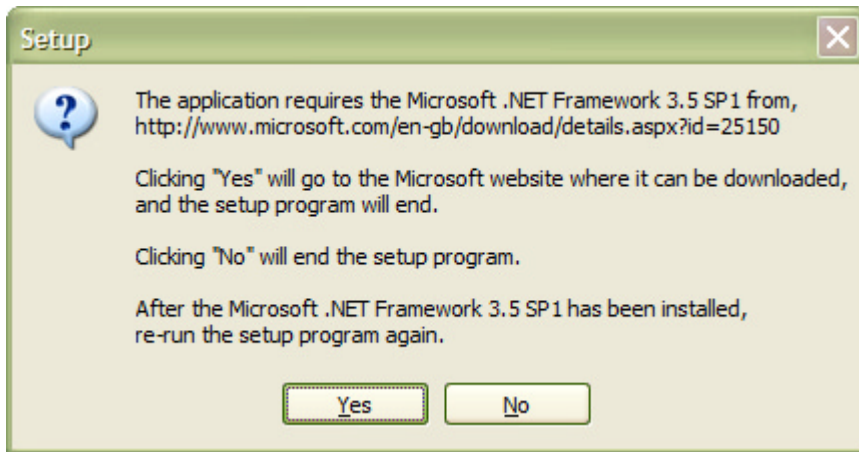 Setup
The application requires the Microsoft .NET Framework 3.5 SP1 from,
http://www.microsoft.com/en-gb/download/details.aspx?id=25150
Clicking "Yes" will go to the Microsoft website where it can be downloaded,
and the setup program will end.
Clicking "No" will end the setup program.
After the Microsoft .NET Framework 3.5 SP1 has been installed,
re-run the setup program again.
Yes
No